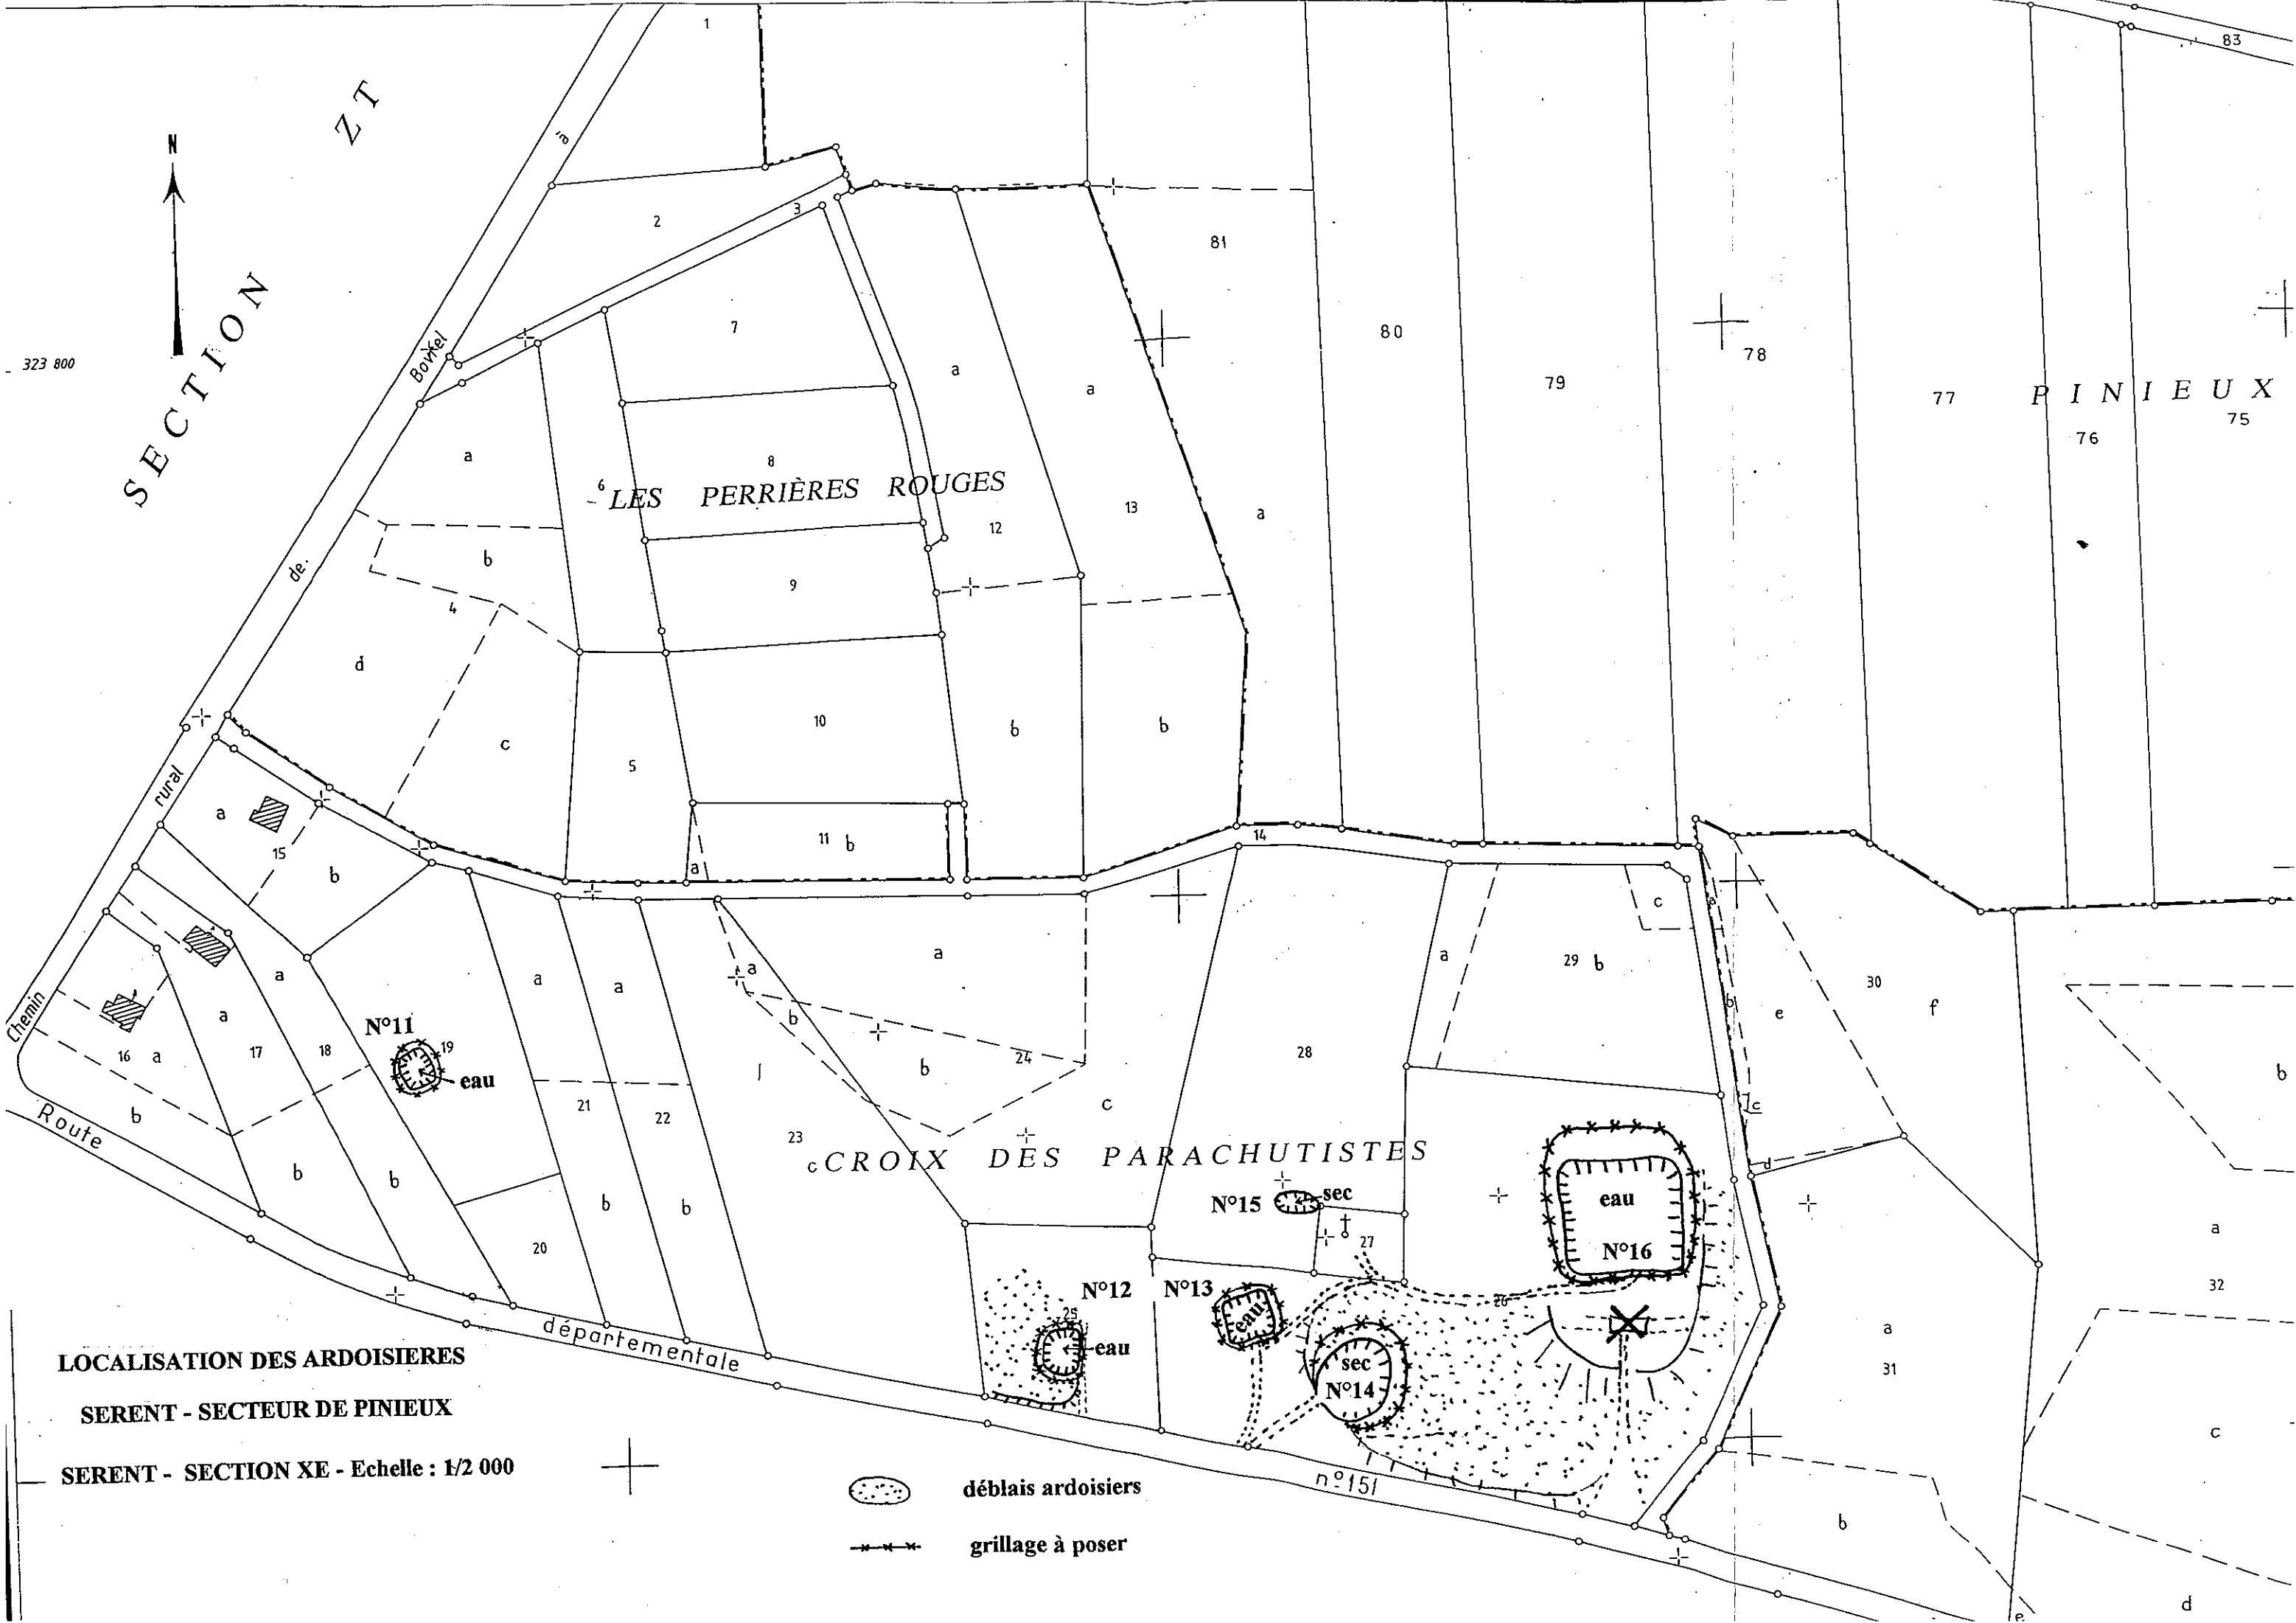 1
83
SECTION ZT
N
à
2
3
81
7
Bovrel
80
78
323 800
79
77
PINIEUX
76
75
a
a
a
8
6
LES PERRIÈRES ROUGES
13
a
12
b
de
9
4
d
c
5
10
b
b
rural
a
15
b
11 b
a
14
c
a
a
a
a
a
a
a
29 b
30
f
b
e
b
Chemin
16 a
a
17
18
N°11
19
eau
b
b
24
28
c
b
Route
b
21
22
l
23
c
c
CROIX DES PARACHUTISTES
d
b
b
b
b
20
N°15
sec
27
eau
N°16
a
32
N°12
N°13
26
25
eau
eau
sec
N°14
a
31
départementale
LOCALISATION DES ARDOISIERES
SERENT - SECTEUR DE PINIEUX
SERENT - SECTION XE - Echelle : 1/2 000
n°151
c
déblais ardoisiers
grillage à poser
b
d
e